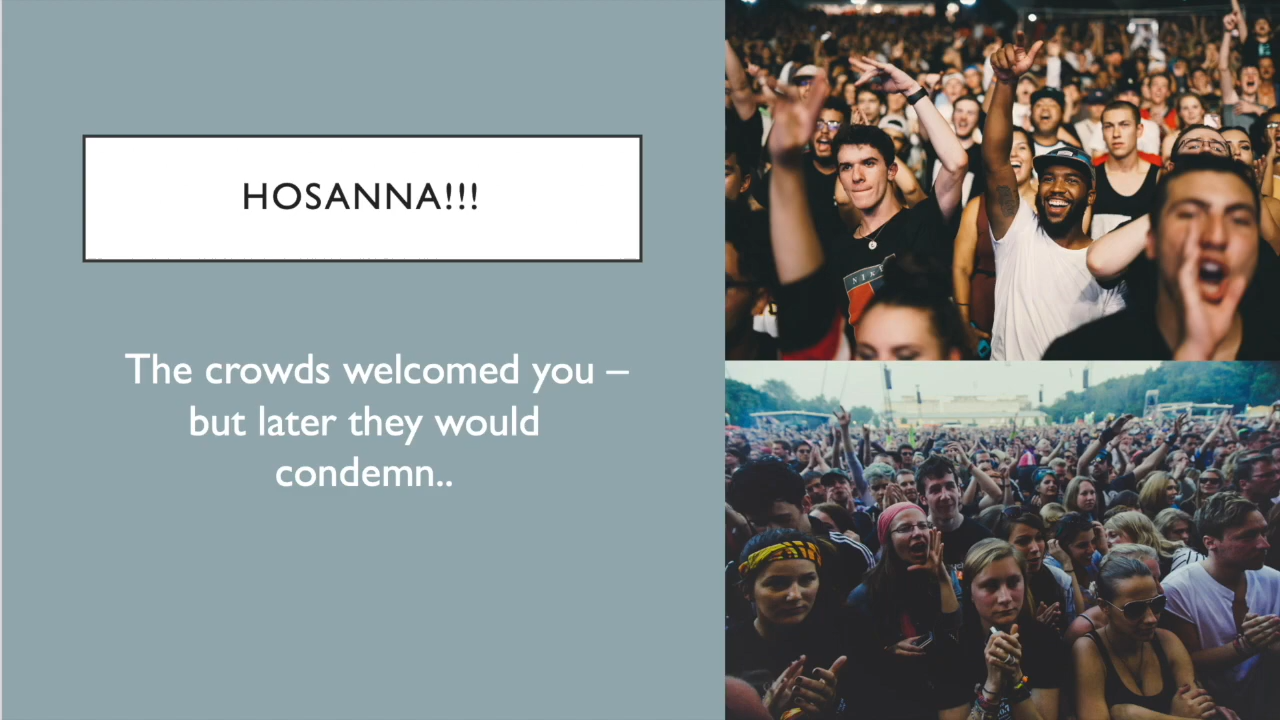 HOSANNA!!!
The crowds welcomed you –
but later they would
condemn..